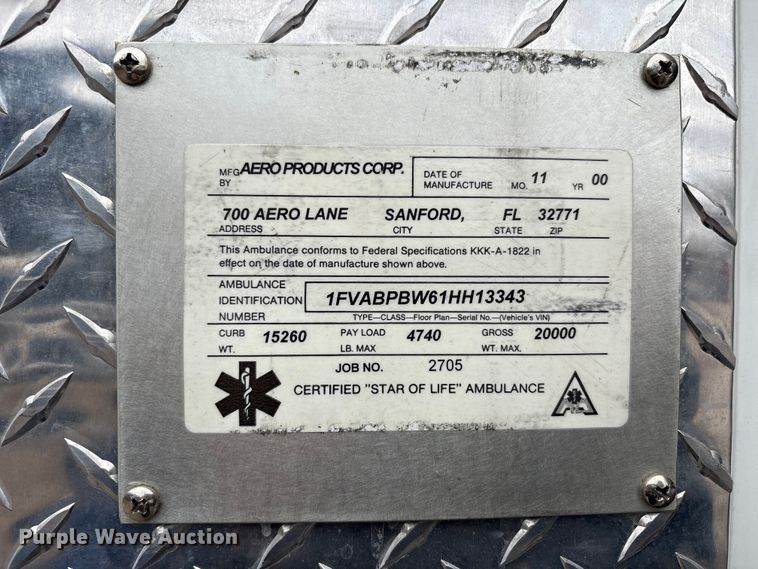 MFG BY AERO PRODUCTS CORP. DATE OF MANUFACTURE MO. 11 YR 00
700 AERO LANE SANFORD, FL 32771
ADDRESS CITY STATE ZIP
This Ambulance conforms to Federal Specifications KKK-A-1822 in
effect on the date of manufacture shown above.
AMBULANCE
IDENTIFICATION 1FVABPBW61HH13343
NUMBER TYPE—CLASS—Floor Plan—Serial No.—(Vehicle's VIN)
CURB WT. 15260 PAY LOAD LB. MAX 4740 GROSS WT. MAX. 20000
JOB NO. 2705
CERTIFIED "STAR OF LIFE" AMBULANCE
Purple Wave Auction